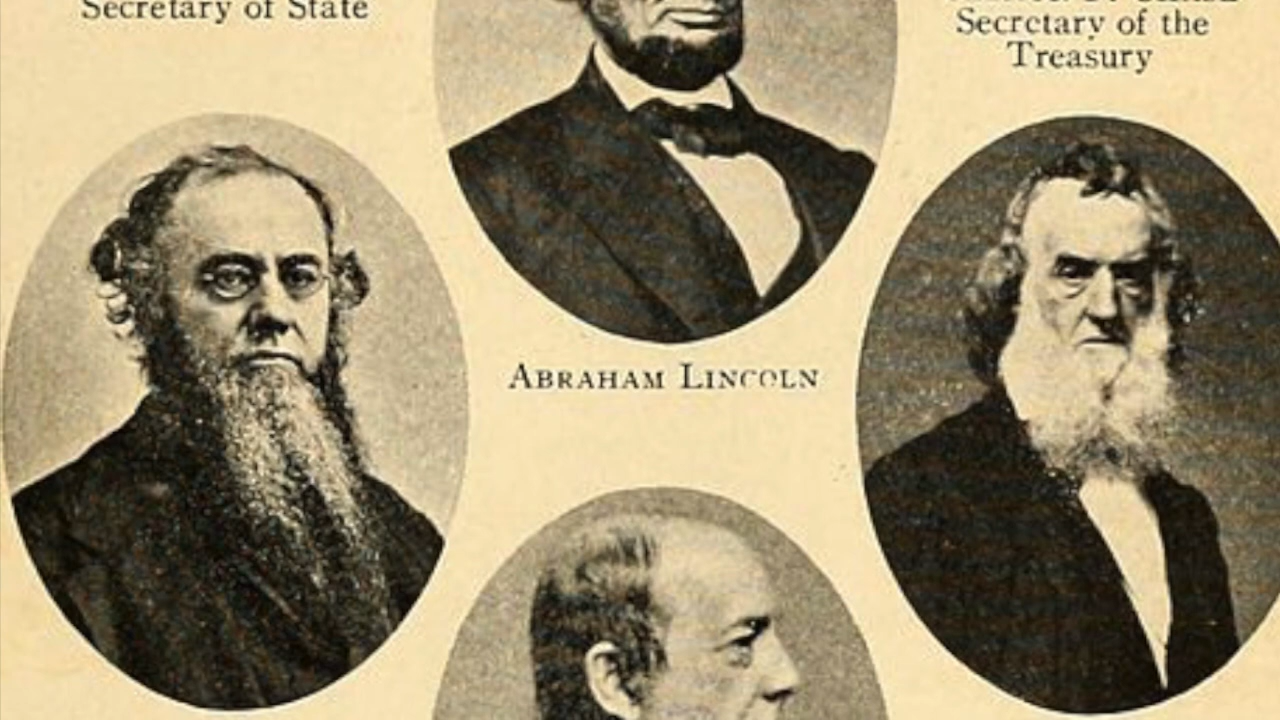 Secretary of State
Secretary of the
Treasury
ABRAHAM LINCOLN